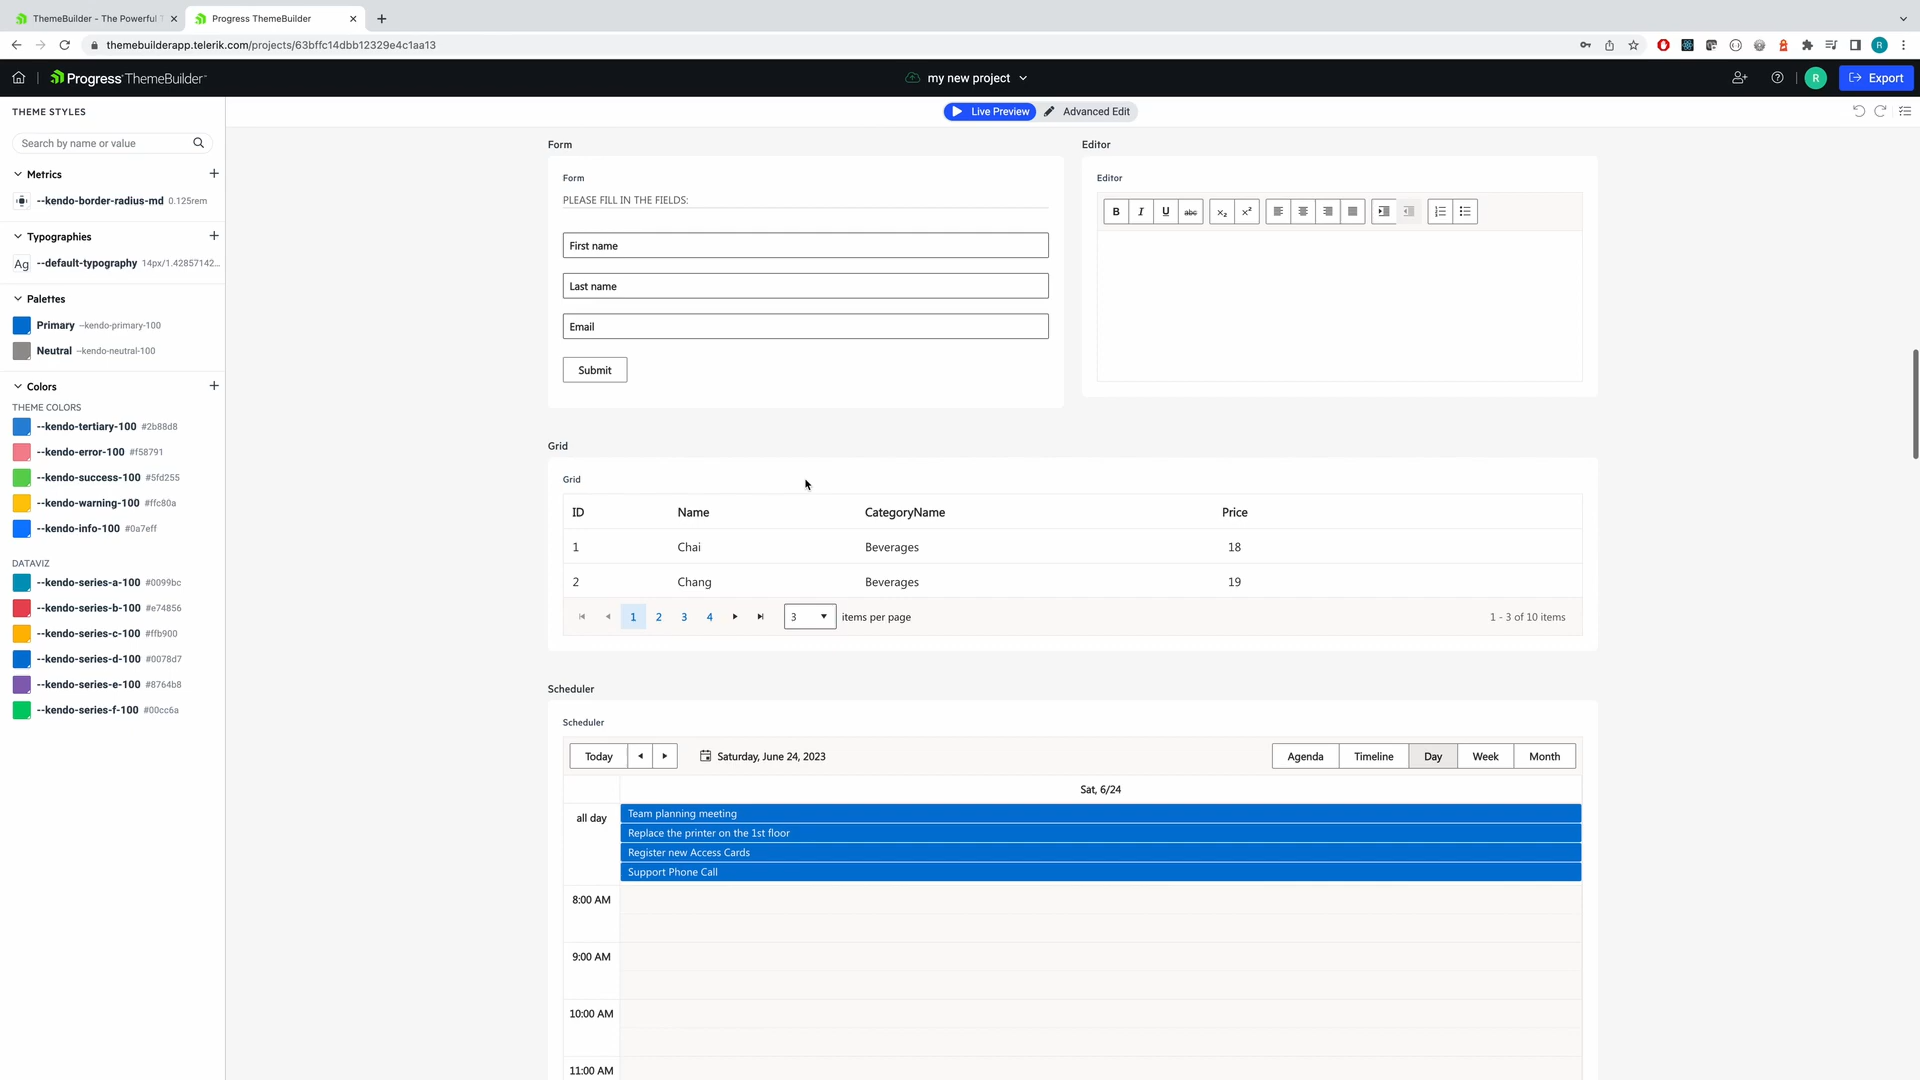 ThemeBuilder - The Powerful T
Progress ThemeBuilder
themebuilderapp.telerik.com/projects/63bffc14dbb12329e4c1aa13
R
Progress ThemeBuilder
my new project
R
Export
THEME STYLES
Live Preview
Advanced Edit
Search by name or value
Metrics
--kendo-border-radius-md 0.125rem
Typographies
Ag --default-typography 14px/1.42857142...
Palettes
Primary --kendo-primary-100
Neutral --kendo-neutral-100
Colors
THEME COLORS
--kendo-tertiary-100 #2b88d8
--kendo-error-100 #f58791
--kendo-success-100 #5fd255
--kendo-warning-100 #ffc80a
--kendo-info-100 #0a7eff
DATAVIZ
--kendo-series-a-100 #0099bc
--kendo-series-b-100 #e74856
--kendo-series-c-100 #ffb900
--kendo-series-d-100 #0078d7
--kendo-series-e-100 #8764b8
--kendo-series-f-100 #00cc6a
Form
Form
PLEASE FILL IN THE FIELDS:
First name
Last name
Email
Submit
Editor
Editor
B I U abc x₂ x²
Grid
Grid
ID Name CategoryName Price
1 Chai Beverages 18
2 Chang Beverages 19
1 2 3 4 3 items per page 1 - 3 of 10 items
Scheduler
Scheduler
Today Saturday, June 24, 2023 Agenda Timeline Day Week Month
Sat, 6/24
all day
Team planning meeting
Replace the printer on the 1st floor
Register new Access Cards
Support Phone Call
8:00 AM
9:00 AM
10:00 AM
11:00 AM